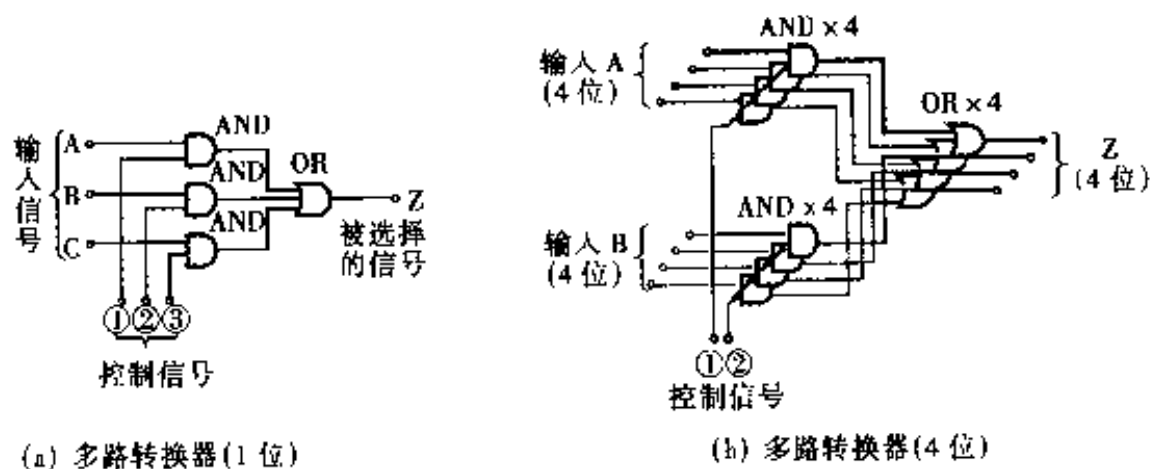 输入信号
A
B
C
AND
AND
AND
OR
Z
被选择
的信号
①②③
控制信号
(a) 多路转换器(1位)
输入 A
(4 位)
AND × 4
OR × 4
Z
(4 位)
输入 B
(4 位)
AND × 4
①②
控制信号
(b) 多路转换器(4位)